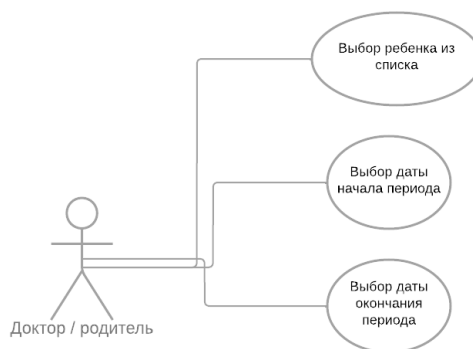 Выбор ребенка из
списка
Выбор даты
начала периода
Выбор даты
окончания
периода
Доктор / родитель